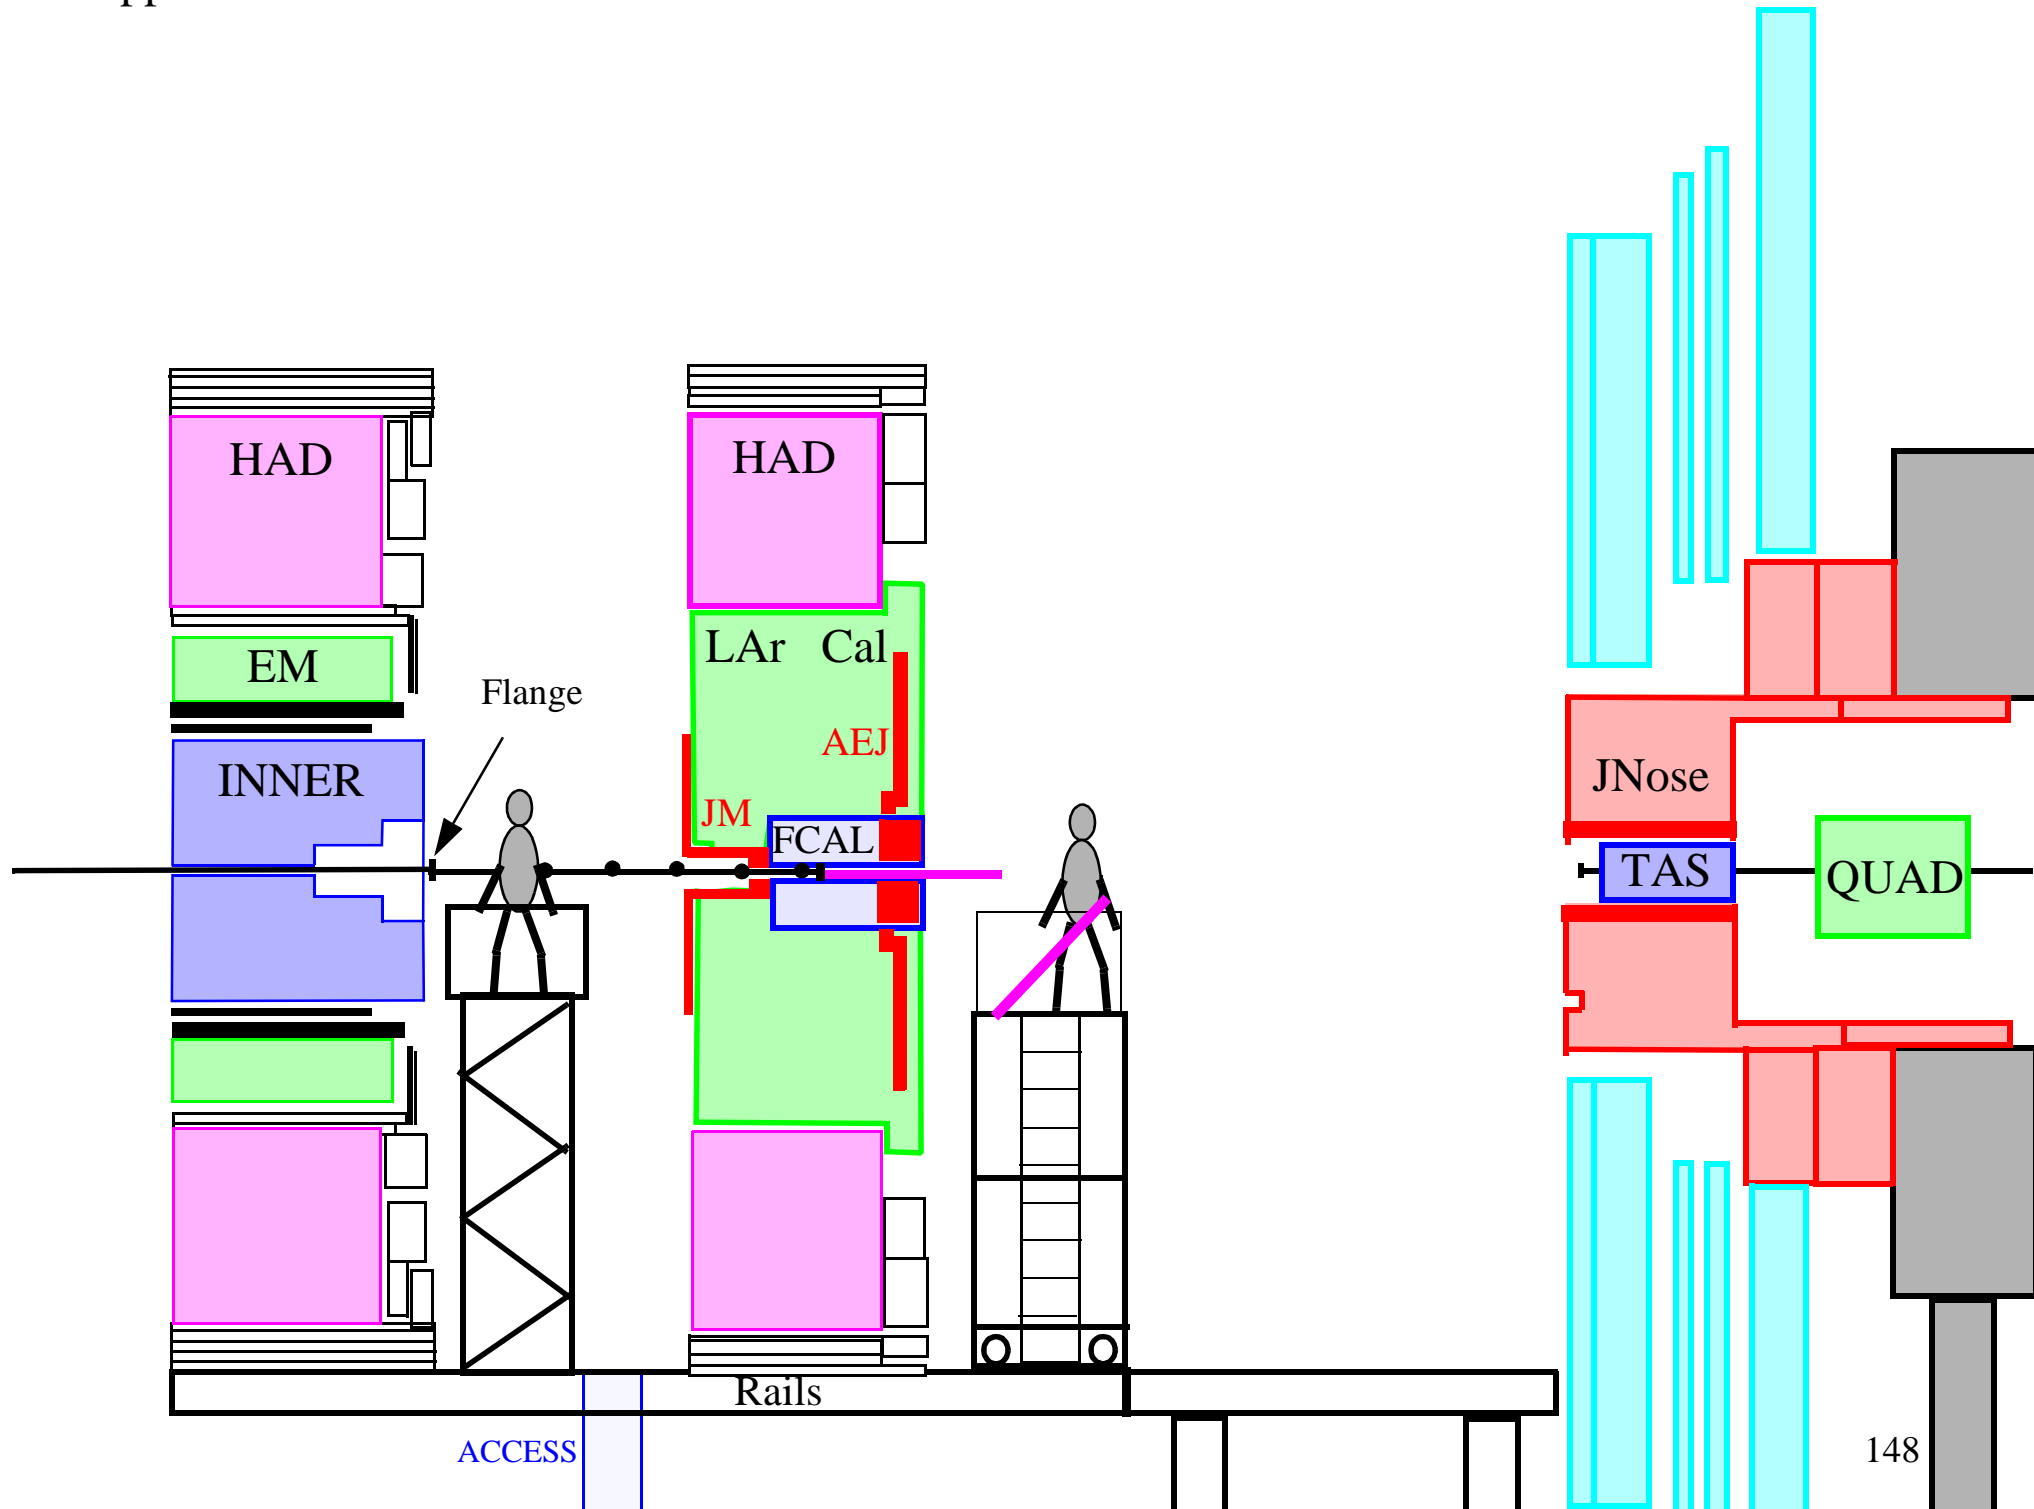 HAD
HAD
LAr Cal
EM
Flange
AEJ
INNER
JNose
JM
FCAL
TAS
QUAD
Rails
ACCESS
148